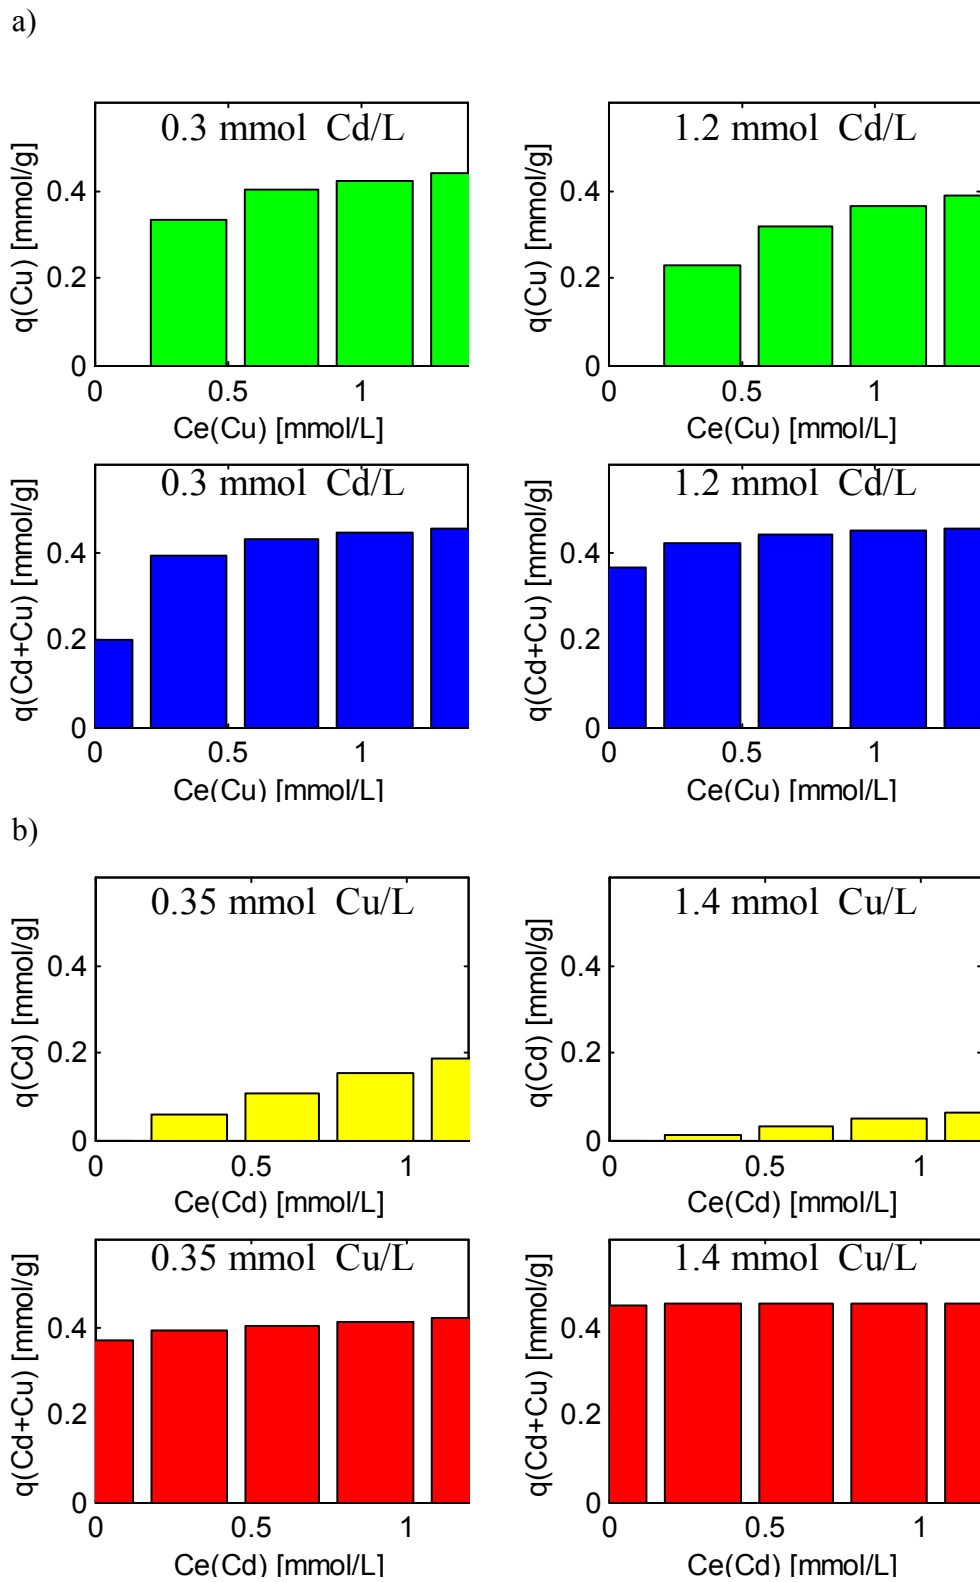 a)
0.3 mmol Cd/L
q(Cu) [mmol/g]
0.4
0.2
0
0 0.5 1
Ce(Cu) [mmol/L]
1.2 mmol Cd/L
q(Cu) [mmol/g]
0.4
0.2
0
0 0.5 1
Ce(Cu) [mmol/L]
0.3 mmol Cd/L
q(Cd+Cu) [mmol/g]
0.4
0.2
0
0 0.5 1
Ce(Cu) [mmol/L]
1.2 mmol Cd/L
q(Cd+Cu) [mmol/g]
0.4
0.2
0
0 0.5 1
Ce(Cu) [mmol/L]
b)
0.35 mmol Cu/L
q(Cd) [mmol/g]
0.4
0.2
0
0 0.5 1
Ce(Cd) [mmol/L]
1.4 mmol Cu/L
q(Cd) [mmol/g]
0.4
0.2
0
0 0.5 1
Ce(Cd) [mmol/L]
0.35 mmol Cu/L
q(Cd+Cu) [mmol/g]
0.4
0.2
0
0 0.5 1
Ce(Cd) [mmol/L]
1.4 mmol Cu/L
q(Cd+Cu) [mmol/g]
0.4
0.2
0
0 0.5 1
Ce(Cd) [mmol/L]